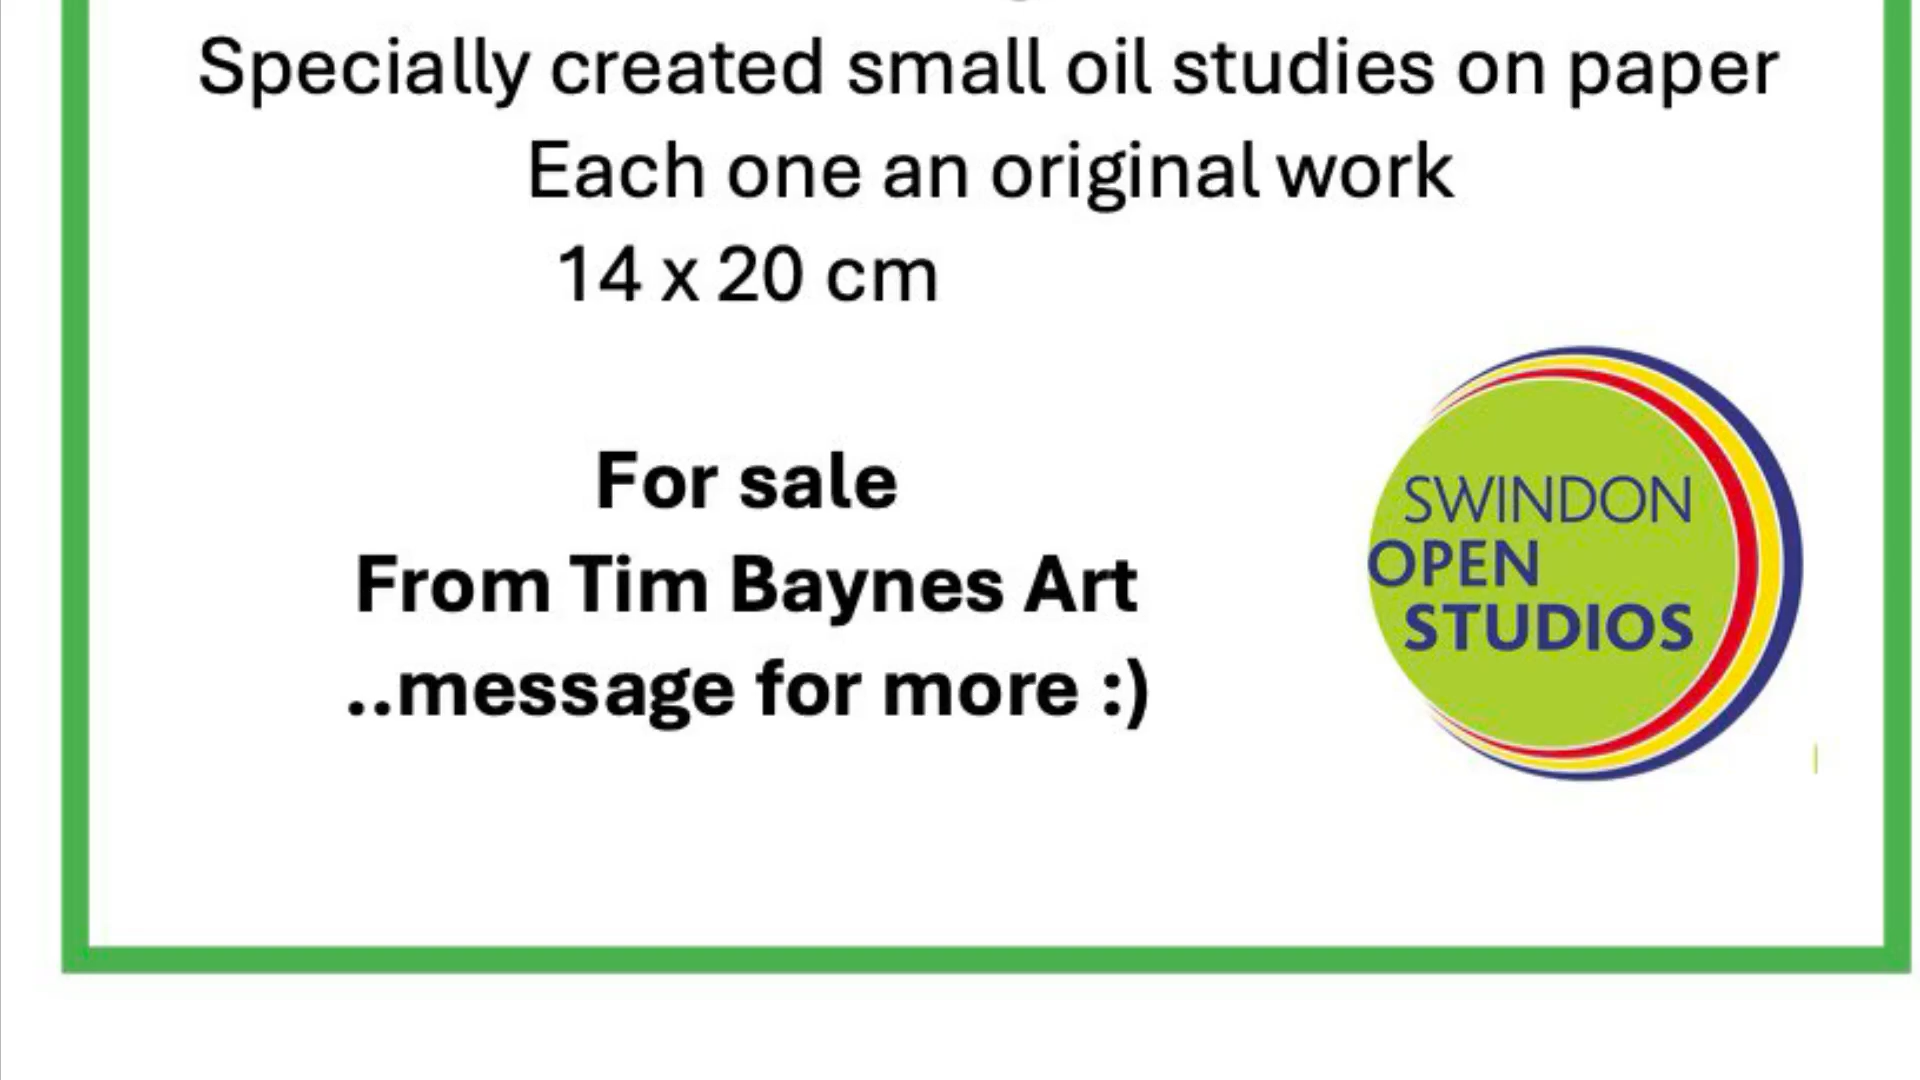 Specially created small oil studies on paper
Each one an original work
14 x 20 cm
For sale
From Tim Baynes Art
..message for more :)
SWINDON
OPEN
STUDIOS